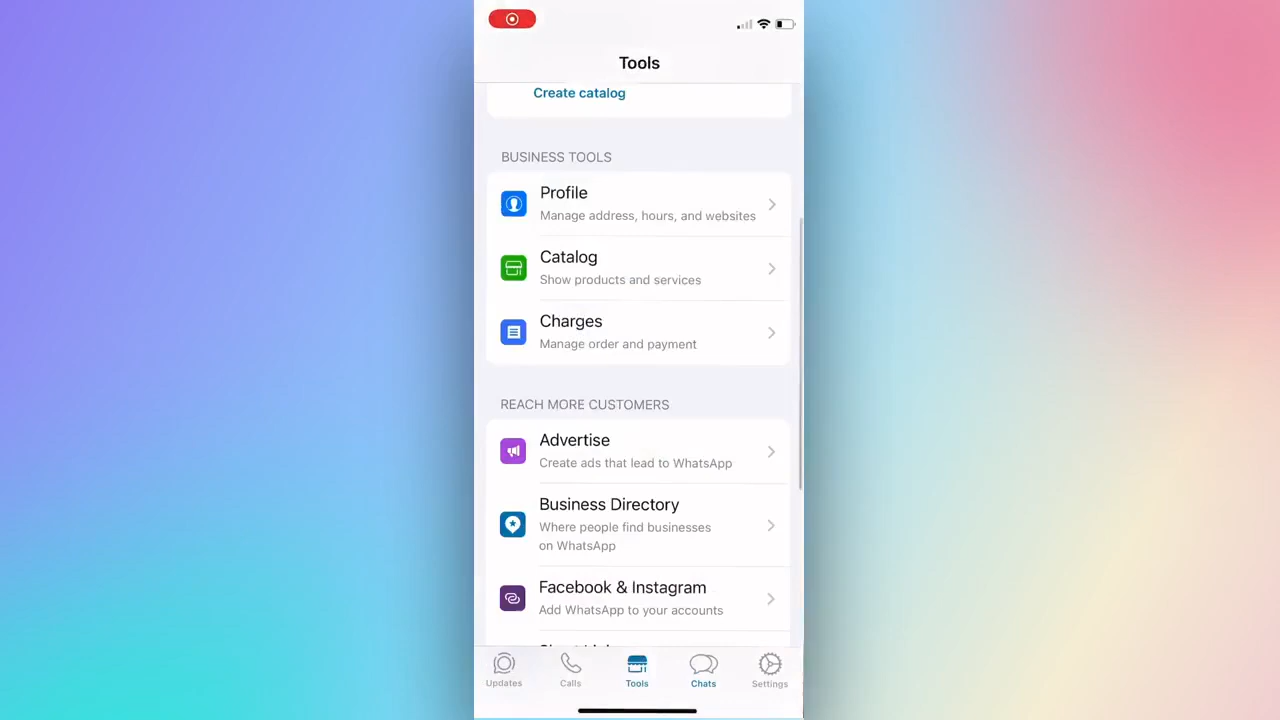 Tools
Create catalog
BUSINESS TOOLS
Profile
Manage address, hours, and websites
Catalog
Show products and services
Charges
Manage order and payment
REACH MORE CUSTOMERS
Advertise
Create ads that lead to WhatsApp
Business Directory
Where people find businesses
on WhatsApp
Facebook & Instagram
Add WhatsApp to your accounts
Updates
Calls
Tools
Chats
Settings